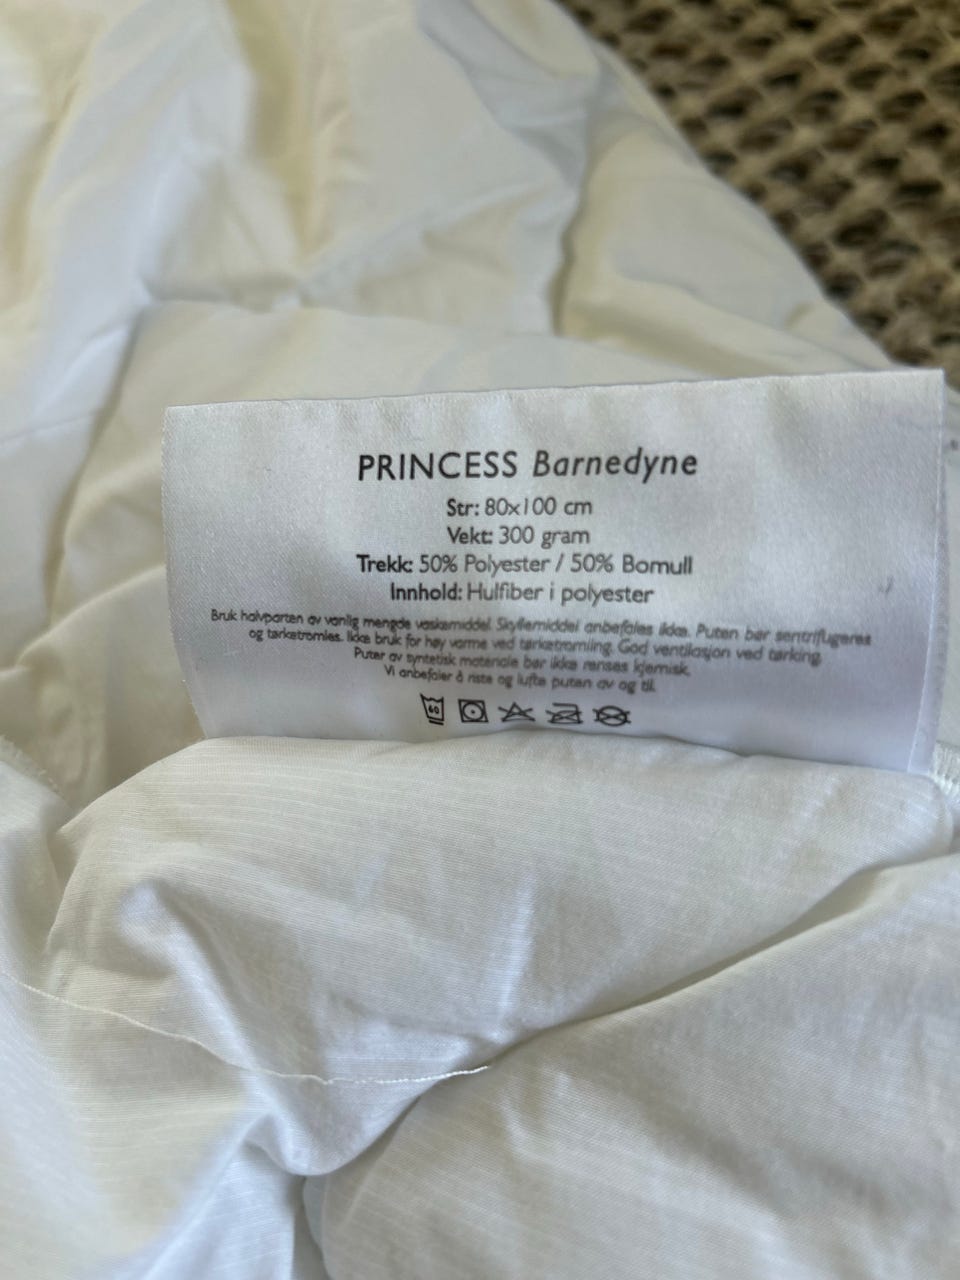 PRINCESS Barnedyne
Str: 80x100 cm
Vekt: 300 gram
Trekk: 50% Polyester / 50% Bomull
Innhold: Hulfiber i polyester
Bruk halvparten av vanlig mengde vaskemiddel. Skyllemiddel anbefales ikke. Puten bør sentrifugeres
og tørketromles. Ikke bruk for høy varme ved tørketromling. God ventilasjon ved tørking.
Puter av syntetisk materiale bør ikke renses kjemisk.
Vi anbefaler å riste og lufte puten av og til.
60